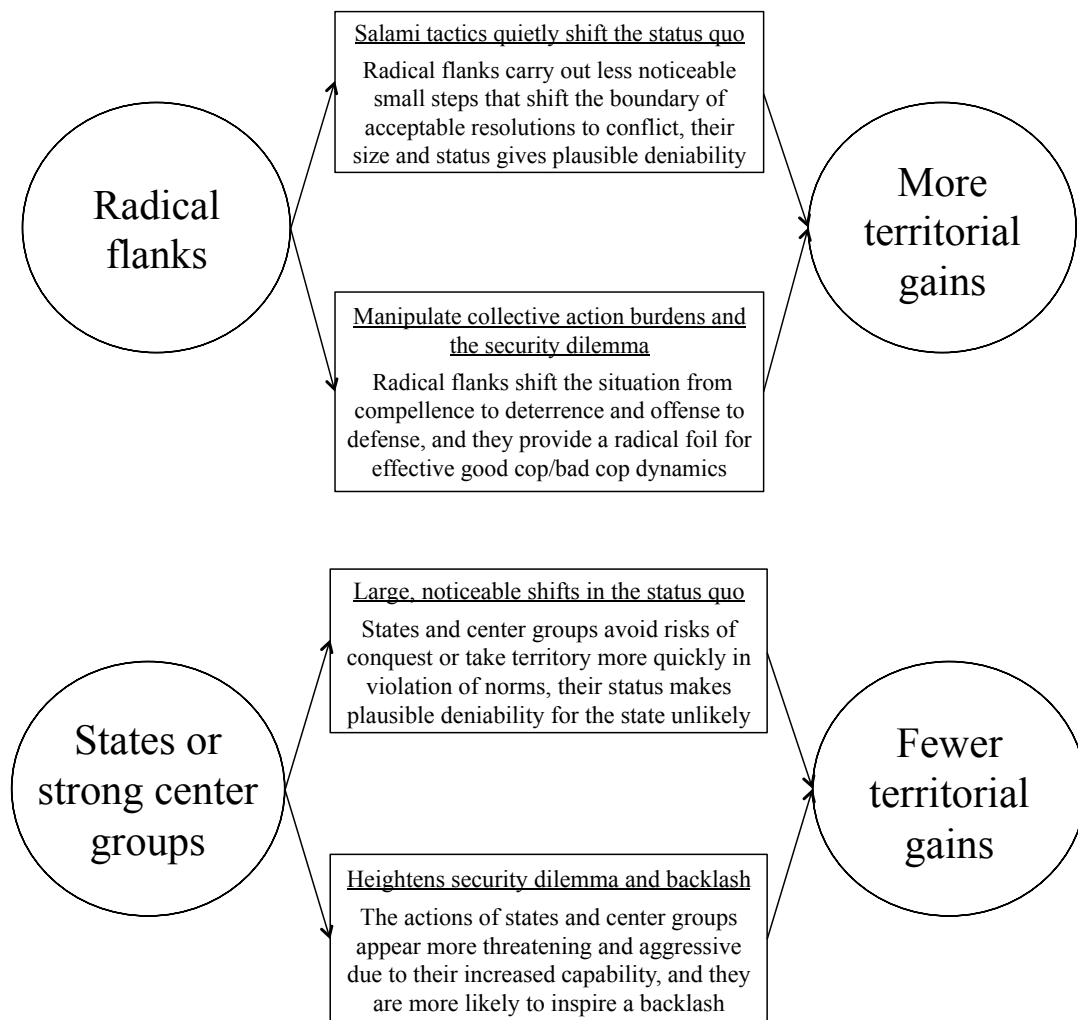 Radical
flanks
Salami tactics quietly shift the status quo
Radical flanks carry out less noticeable
small steps that shift the boundary of
acceptable resolutions to conflict, their
size and status gives plausible deniability
Manipulate collective action burdens and
the security dilemma
Radical flanks shift the situation from
compellence to deterrence and offense to
defense, and they provide a radical foil for
effective good cop/bad cop dynamics
More
territorial
gains
States or
strong center
groups
Large, noticeable shifts in the status quo
States and center groups avoid risks of
conquest or take territory more quickly in
violation of norms, their status makes
plausible deniability for the state unlikely
Heightens security dilemma and backlash
The actions of states and center groups
appear more threatening and aggressive
due to their increased capability, and they
are more likely to inspire a backlash
Fewer
territorial
gains